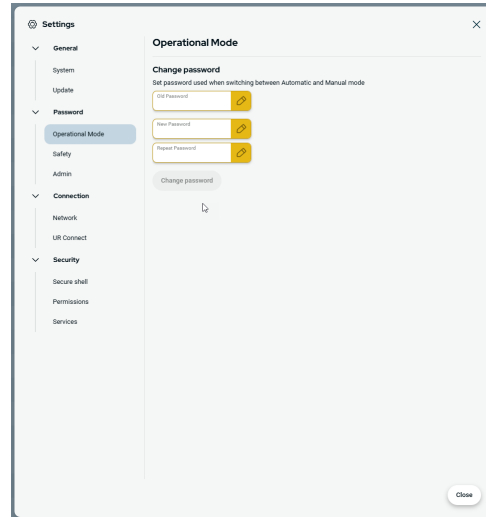 Settings
General
System
Update
Password
Operational Mode
Safety
Admin
Connection
Network
UR Connect
Security
Secure shell
Permissions
Services
Operational Mode
Change password
Set password used when switching between Automatic and Manual mode
Old Password
New Password
Repeat Password
Change password
Close